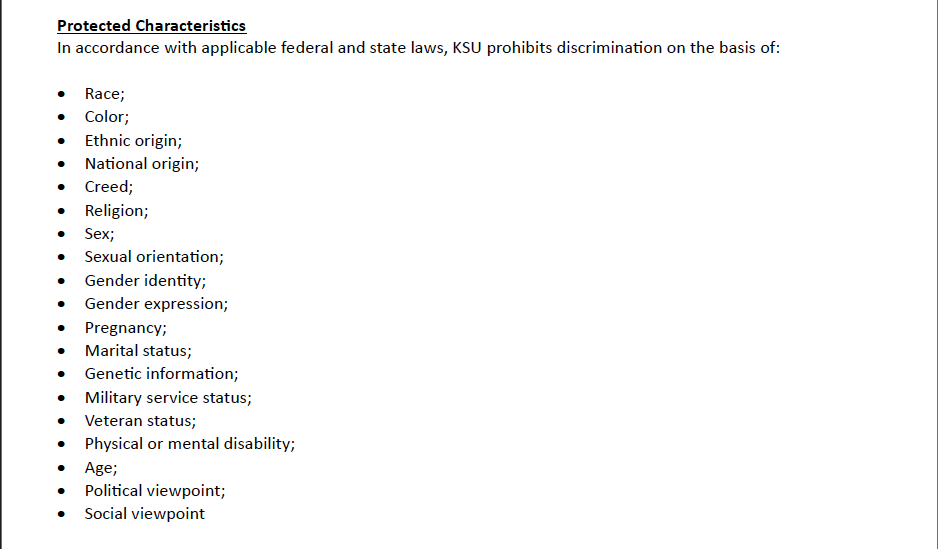 Protected Characteristics
In accordance with applicable federal and state laws, KSU prohibits discrimination on the basis of:
• Race;
• Color;
• Ethnic origin;
• National origin;
• Creed;
• Religion;
• Sex;
• Sexual orientation;
• Gender identity;
• Gender expression;
• Pregnancy;
• Marital status;
• Genetic information;
• Military service status;
• Veteran status;
• Physical or mental disability;
• Age;
• Political viewpoint;
• Social viewpoint